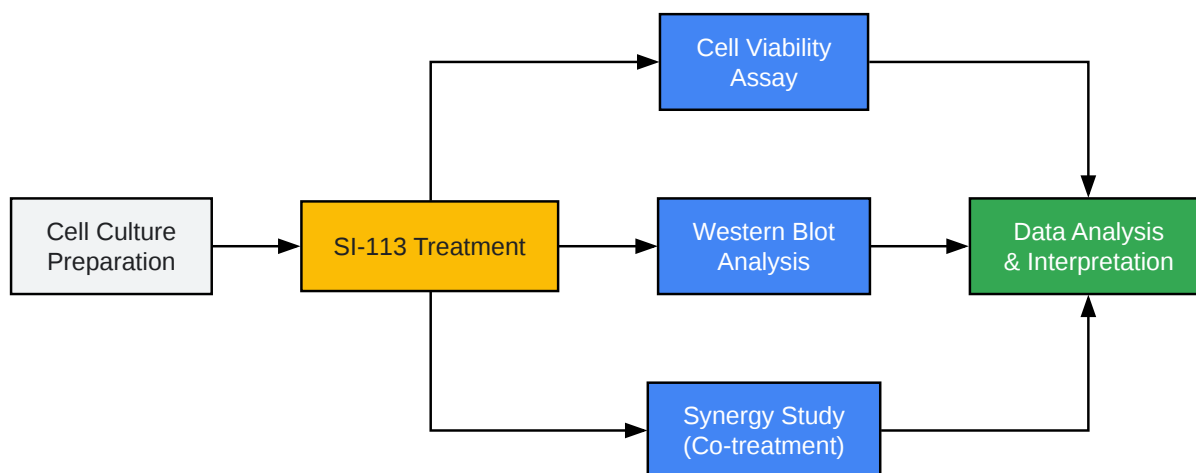 Cell Culture
Preparation
SI-113 Treatment
Cell Viability
Assay
Western Blot
Analysis
Synergy Study
(Co-treatment)
Data Analysis
& Interpretation